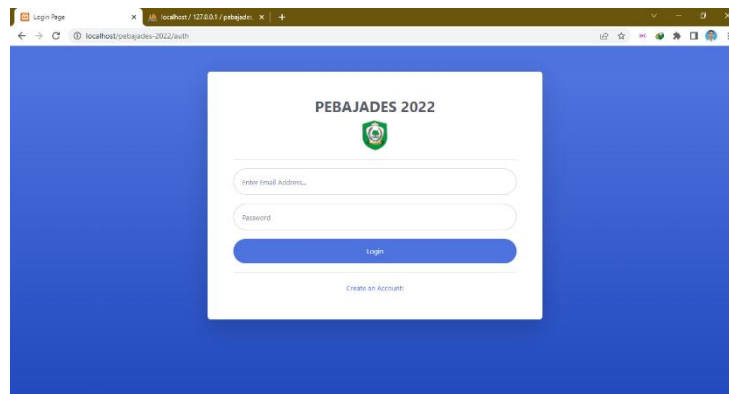 Login Page
localhost / 127.0.0.1 / pebajades
localhost/pebajades-2022/auth
PEBAJADES 2022
Enter Email Address...
Password
Login
Create an Account!